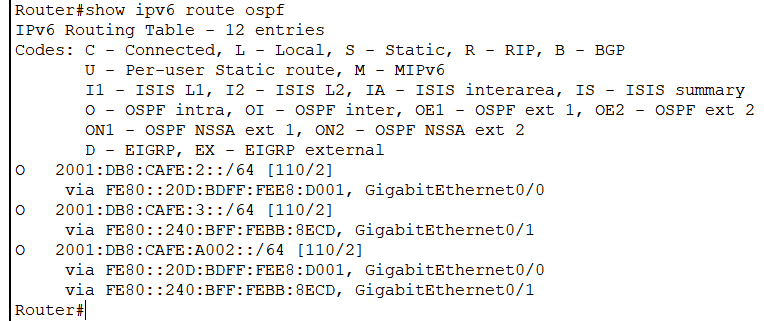 Router#show ipv6 route ospf
IPv6 Routing Table - 12 entries
Codes: C - Connected, L - Local, S - Static, R - RIP, B - BGP
       U - Per-user Static route, M - MIPv6
       I1 - ISIS L1, I2 - ISIS L2, IA - ISIS interarea, IS - ISIS summary
       O - OSPF intra, OI - OSPF inter, OE1 - OSPF ext 1, OE2 - OSPF ext 2
       ON1 - OSPF NSSA ext 1, ON2 - OSPF NSSA ext 2
       D - EIGRP, EX - EIGRP external
O   2001:DB8:CAFE:2::/64 [110/2]
     via FE80::20D:BDFF:FEE8:D001, GigabitEthernet0/0
O   2001:DB8:CAFE:3::/64 [110/2]
     via FE80::240:BFF:FEBB:8ECD, GigabitEthernet0/1
O   2001:DB8:CAFE:A002::/64 [110/2]
     via FE80::20D:BDFF:FEE8:D001, GigabitEthernet0/0
     via FE80::240:BFF:FEBB:8ECD, GigabitEthernet0/1
Router#